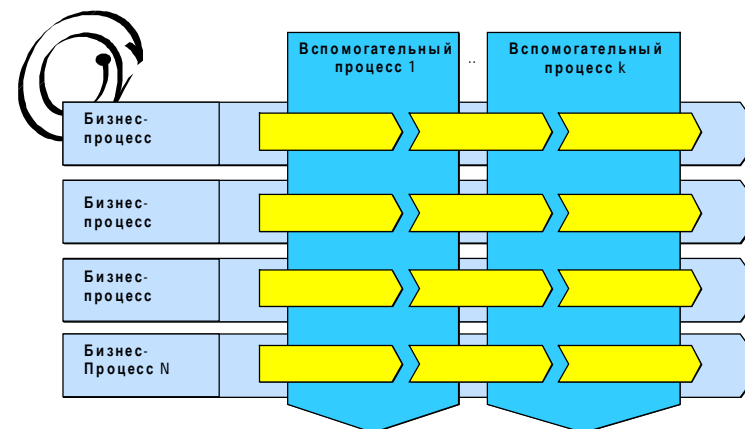 Вспомогательный
процесс 1
..
Вспомогательный
процесс k
Бизнес-
процесс
Бизнес-
процесс
Бизнес-
процесс
Бизнес-
Процесс N